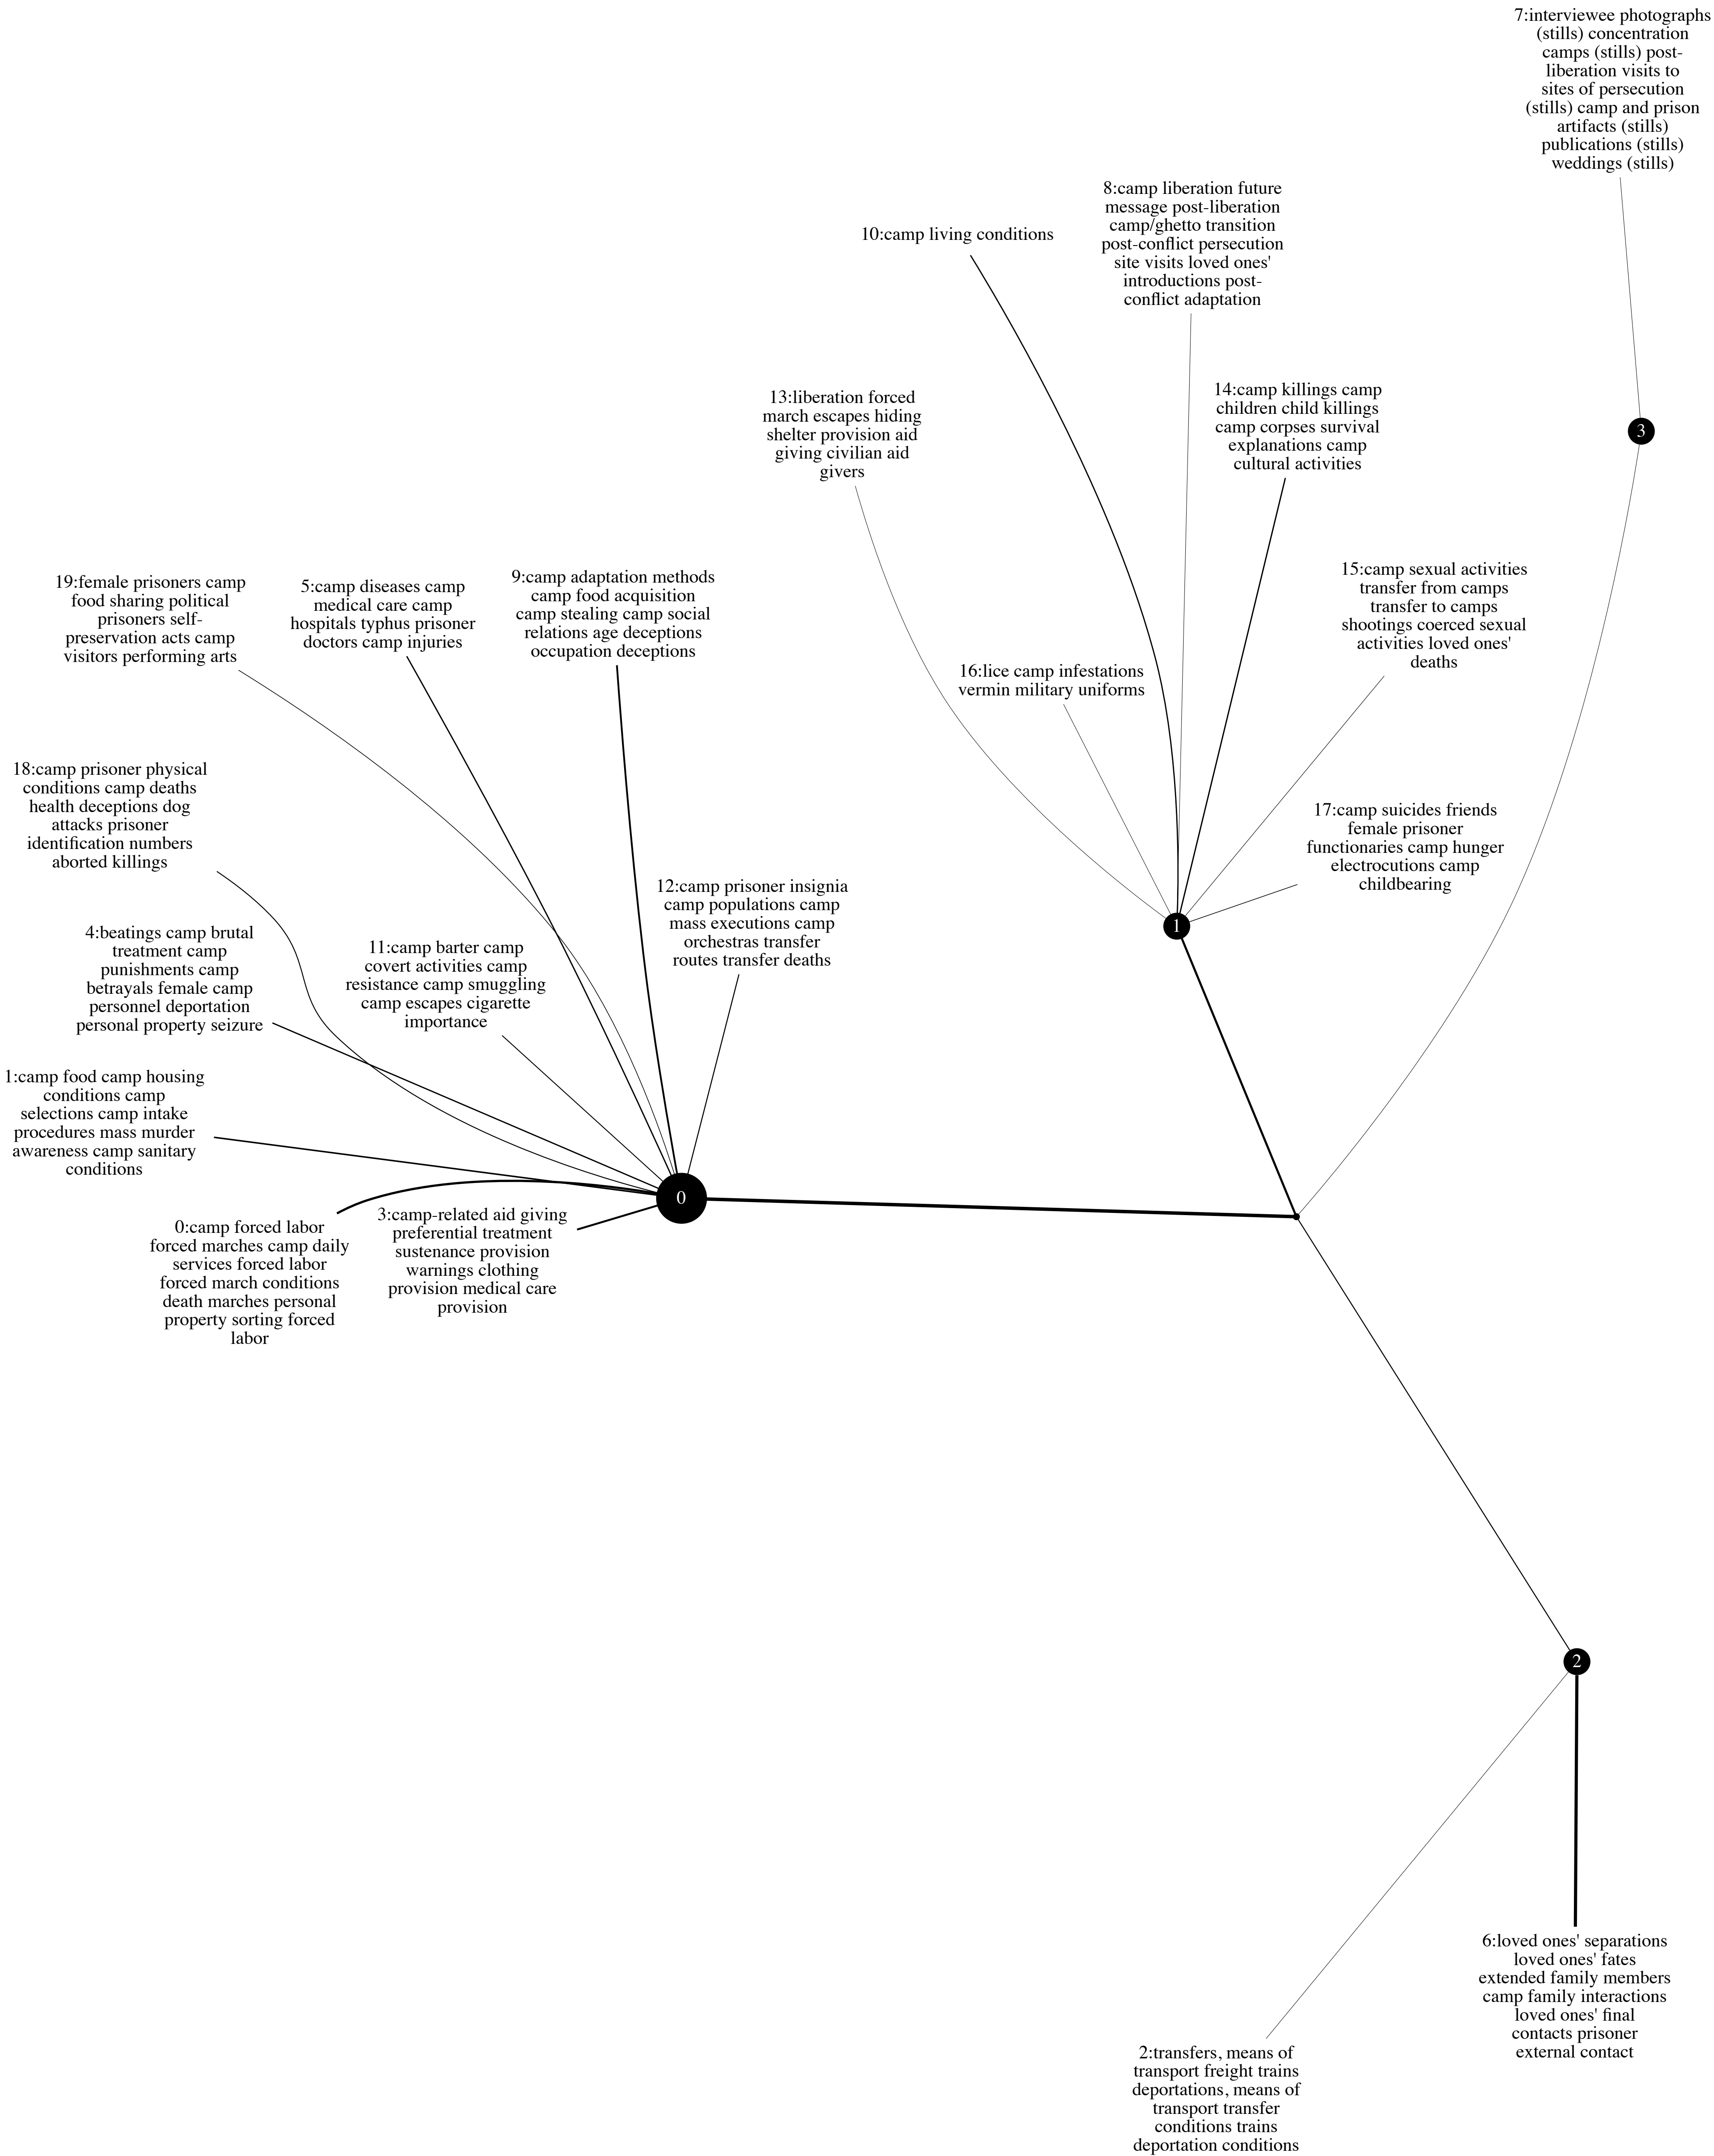 7:interviewee photographs
(stills) concentration
camps (stills) post-
liberation visits to
sites of persecution
(stills) camp and prison
artifacts (stills)
publications (stills)
weddings (stills)
8:camp liberation future
message post-liberation
camp/ghetto transition
post-conflict persecution
site visits loved ones'
introductions post-
conflict adaptation
10:camp living conditions
13:liberation forced
march escapes hiding
shelter provision aid
giving civilian aid
givers
14:camp killings camp
children child killings
camp corpses survival
explanations camp
cultural activities
3
19:female prisoners camp
food sharing political
prisoners self-
preservation acts camp
visitors performing arts
5:camp diseases camp
medical care camp
hospitals typhus prisoner
doctors camp injuries
9:camp adaptation methods
camp food acquisition
camp stealing camp social
relations age deceptions
occupation deceptions
15:camp sexual activities
transfer from camps
transfer to camps
shootings coerced sexual
activities loved ones'
deaths
16:lice camp infestations
vermin military uniforms
18:camp prisoner physical
conditions camp deaths
health deceptions dog
attacks prisoner
identification numbers
aborted killings
17:camp suicides friends
female prisoner
functionaries camp hunger
electrocutions camp
childbearing
12:camp prisoner insignia
camp populations camp
mass executions camp
orchestras transfer
routes transfer deaths
1
4:beatings camp brutal
treatment camp
punishments camp
betrayals female camp
personnel deportation
personal property seizure
11:camp barter camp
covert activities camp
resistance camp smuggling
camp escapes cigarette
importance
1:camp food camp housing
conditions camp
selections camp intake
procedures mass murder
awareness camp sanitary
conditions
0
0:camp forced labor
forced marches camp daily
services forced labor
forced march conditions
death marches personal
property sorting forced
labor
3:camp-related aid giving
preferential treatment
sustenance provision
warnings clothing
provision medical care
provision
2
6:loved ones' separations
loved ones' fates
extended family members
camp family interactions
loved ones' final
contacts prisoner
external contact
2:transfers, means of
transport freight trains
deportations, means of
transport transfer
conditions trains
deportation conditions